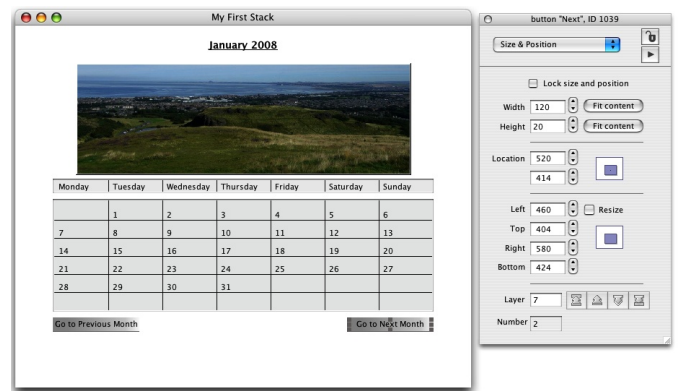 My First Stack
January 2008
Monday Tuesday Wednesday Thursday Friday Saturday Sunday
1 2 3 4 5 6
7 8 9 10 11 12 13
14 15 16 17 18 19 20
21 22 23 24 25 26 27
28 29 30 31
Go to Previous Month Go to Next Month
button "Next", ID 1039
Size & Position
Lock size and position
Width 120 Fit content
Height 20 Fit content
Location 520
414
Left 460 Resize
Top 404
Right 580
Bottom 424
Layer 7
Number 2